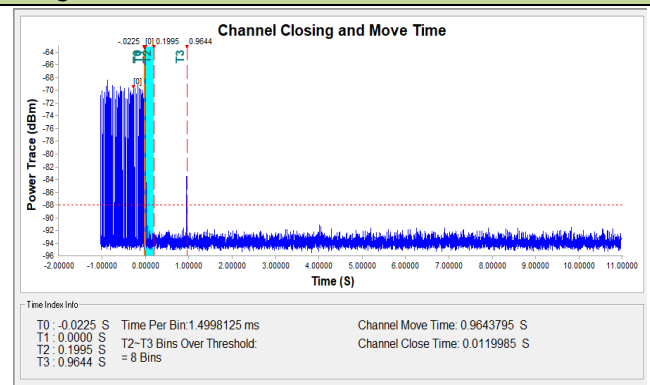 Channel Closing and Move Time
-.0225 [0] 0.1995 0.9644
T2
T3
[0]
Power Trace (dBm)
-64
-66
-68
-70
-72
-74
-76
-78
-80
-82
-84
-86
-88
-90
-92
-94
-96
-2.00000 -1.00000 0.00000 1.00000 2.00000 3.00000 4.00000 5.00000 6.00000 7.00000 8.00000 9.00000 10.00000 11.00000
Time (S)
Time Index Info
T0 : -0.0225 S Time Per Bin:1.4998125 ms Channel Move Time: 0.9643795 S
T1 : 0.0000 S
T2 : 0.1995 S T2~T3 Bins Over Threshold: Channel Close Time: 0.0119985 S
T3 : 0.9644 S = 8 Bins